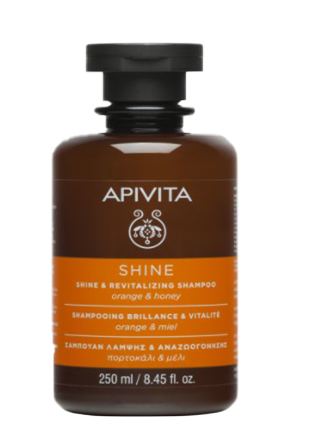 APIVITA
SHINE
SHINE & REVITALIZING SHAMPOO
orange & honey
SHAMPOOING BRILLANCE & VITALITÉ
orange & miel
ΣΑΜΠΟΥΑΝ ΛΑΜΨΗΣ & ΑΝΑΖΩΟΓΟΝΗΣΗΣ
πορτοκάλι & μέλι
250 ml / 8.45 fl. oz.